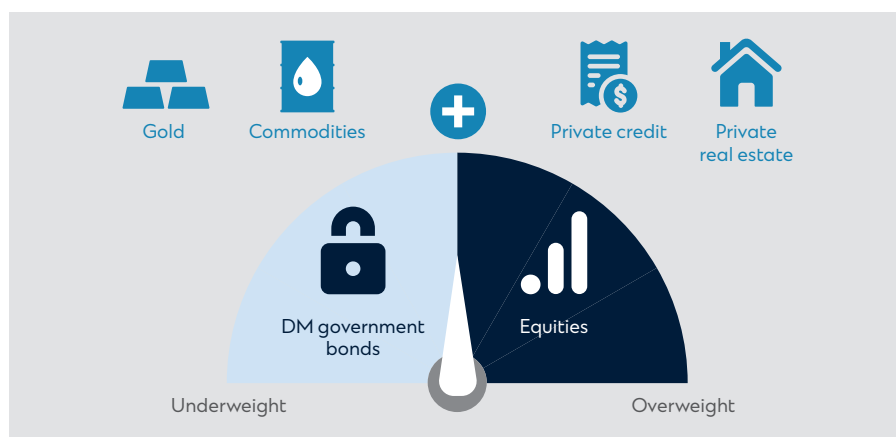 Gold
Commodities
Private credit
Private
real estate
DM government
bonds
Equities
Underweight
Overweight